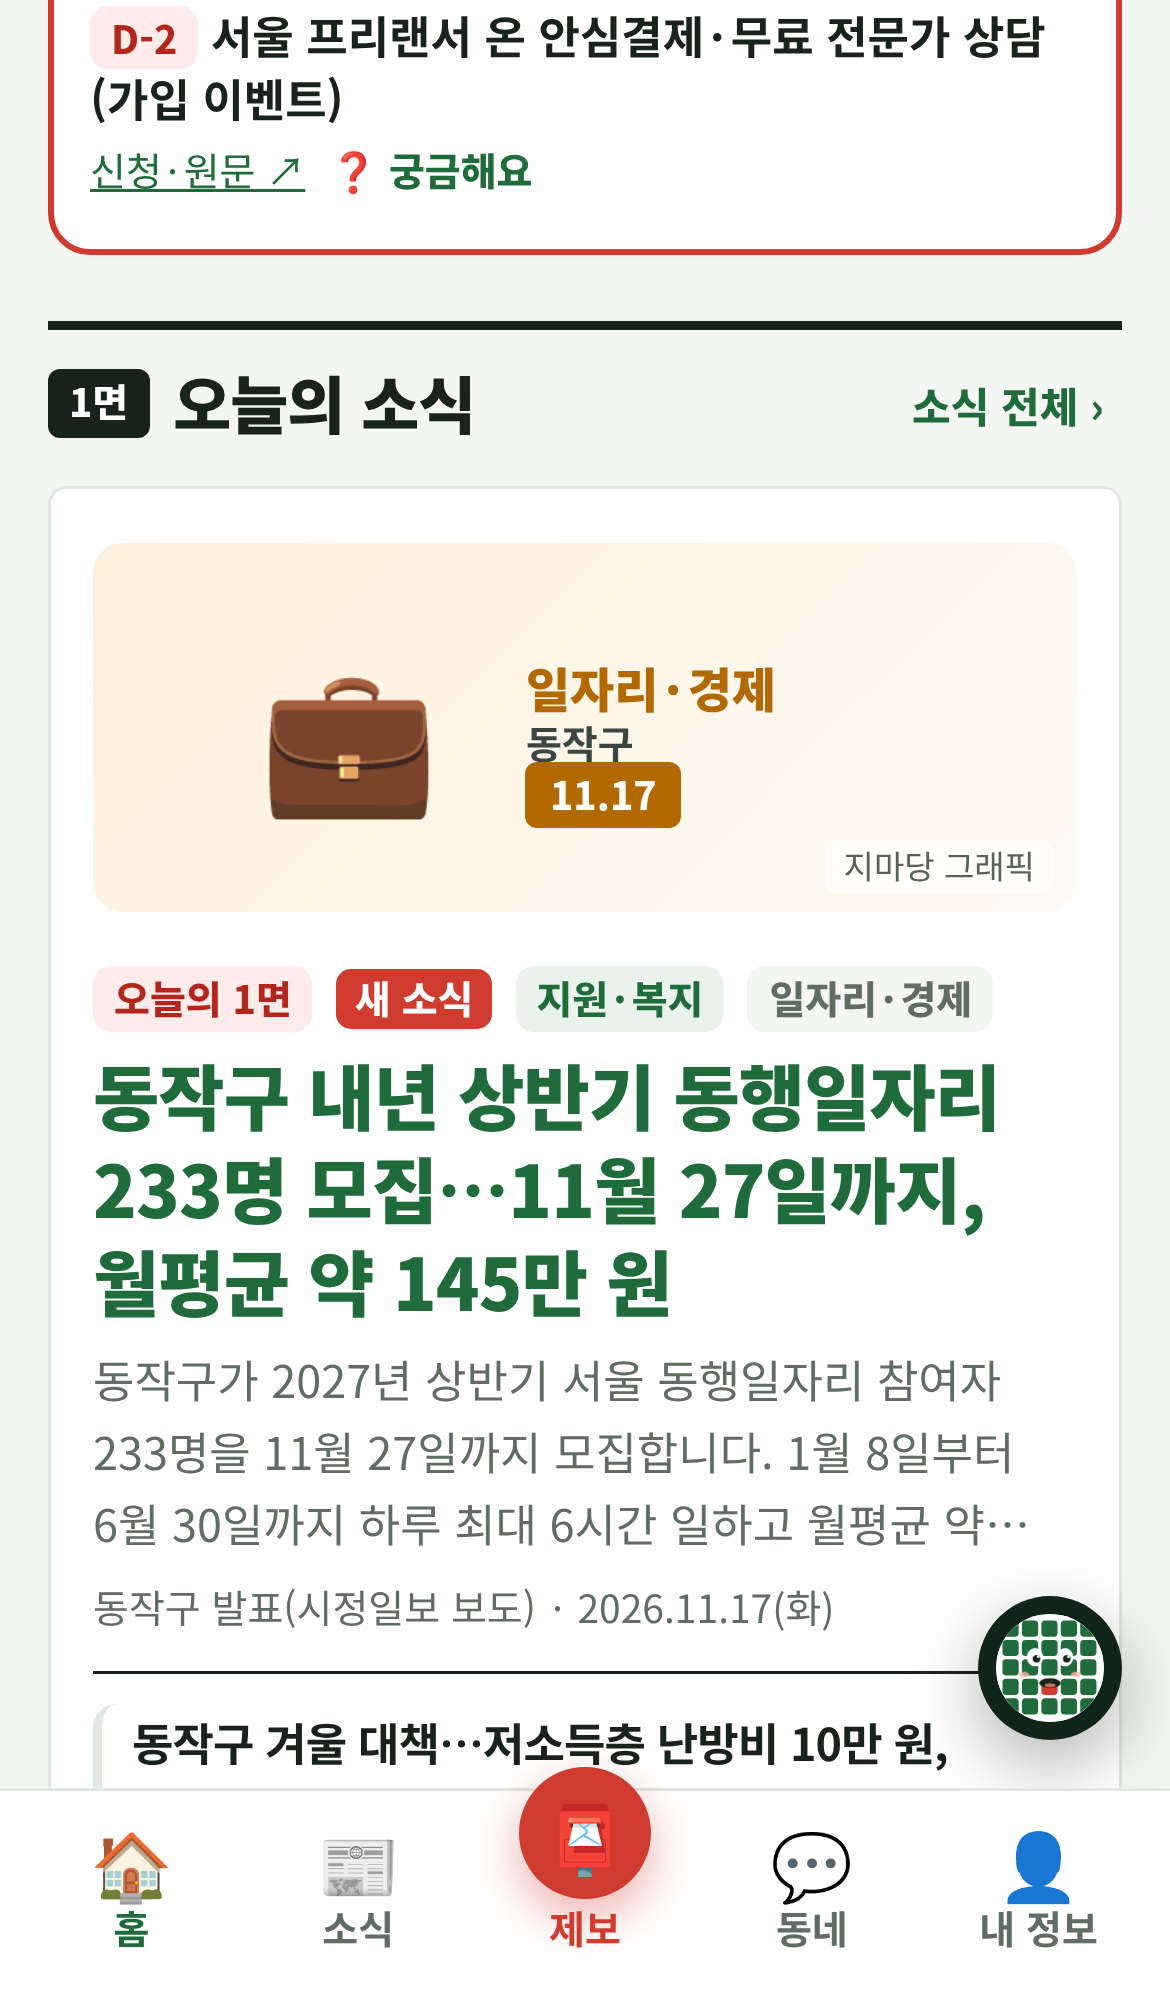 D-2 서울 프리랜서 온 안심결제·무료 전문가 상담
(가입 이벤트)
신청·원문 ↗ ❓ 궁금해요
1면 오늘의 소식 소식 전체 ›
일자리·경제
동작구
11.17
지마당 그래픽
오늘의 1면 새 소식 지원·복지 일자리·경제
동작구 내년 상반기 동행일자리
233명 모집…11월 27일까지,
월평균 약 145만 원
동작구가 2027년 상반기 서울 동행일자리 참여자
233명을 11월 27일까지 모집합니다. 1월 8일부터
6월 30일까지 하루 최대 6시간 일하고 월평균 약…
동작구 발표(시정일보 보도) · 2026.11.17(화)
동작구 겨울 대책…저소득층 난방비 10만 원,
홈 소식 제보 동네 내 정보